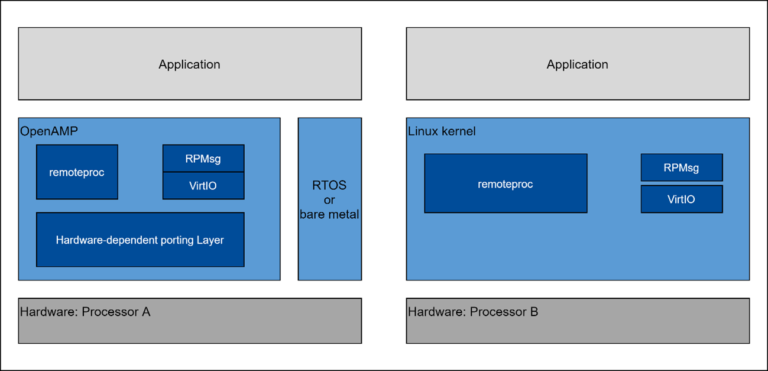 Application
OpenAMP
remoteproc
RPMsg
VirtIO
Hardware-dependent porting Layer
RTOS
or
bare metal
Hardware: Processor A
Application
Linux kernel
remoteproc
RPMsg
VirtIO
Hardware: Processor B